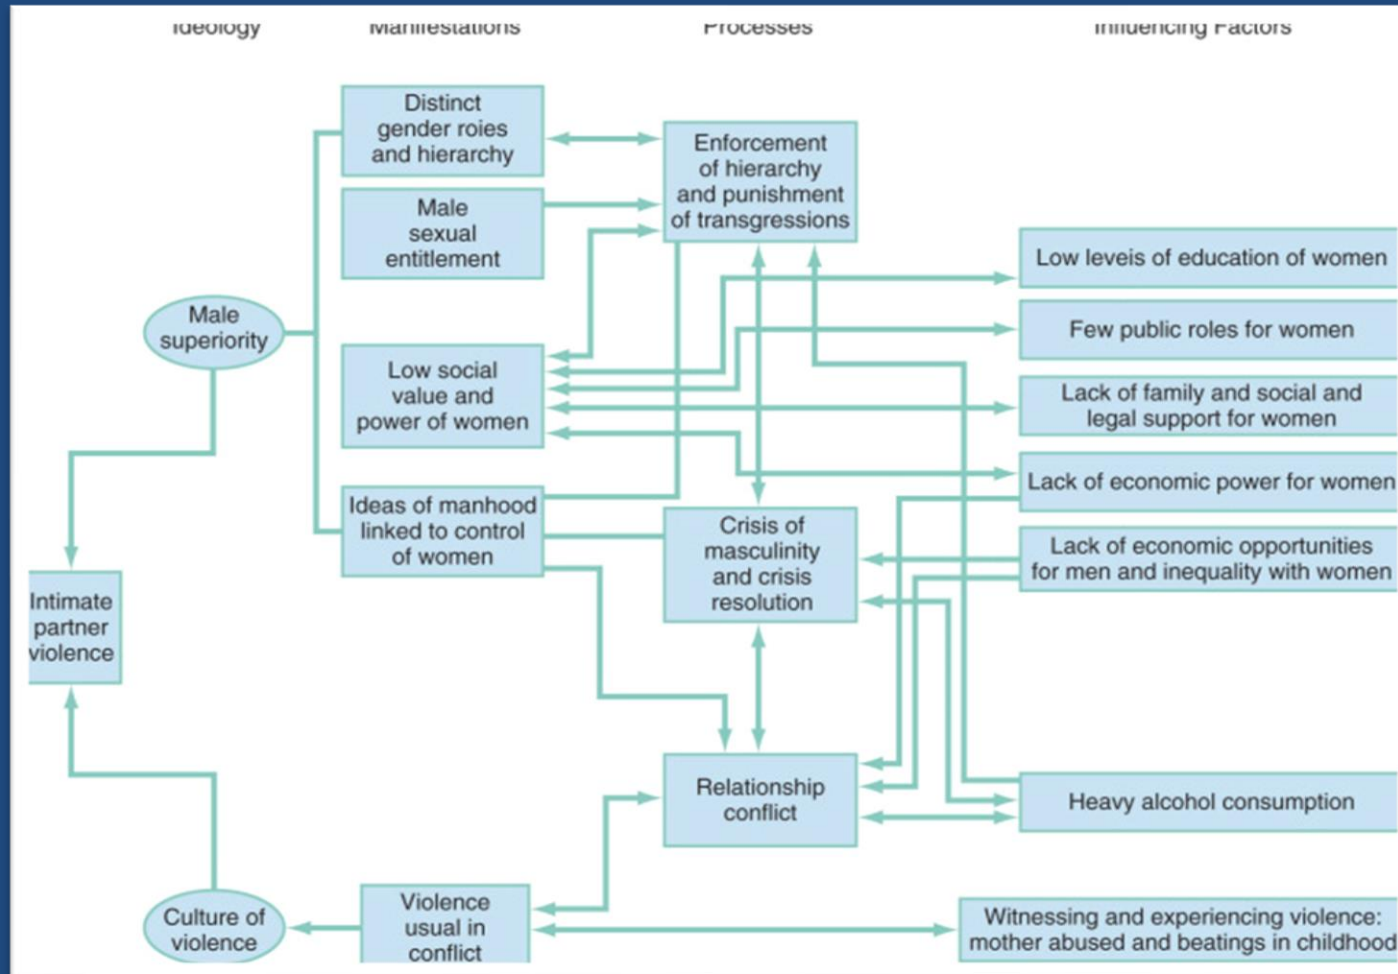 Ideology
Manifestations
Processes
Influencing Factors
Distinct
gender roies
and hierarchy
Enforcement
of hierarchy
and punishment
of transgressions
Male
sexual
entitlement
Low leveis of education of women
Male
superiority
Few public roles for women
Low social
value and
power of women
Lack of family and social and
legal support for women
Lack of economic power for women
Ideas of manhood
linked to control
of women
Crisis of
masculinity
and crisis
resolution
Lack of economic opportunities
for men and inequality with women
Intimate
partner
violence
Relationship
conflict
Heavy alcohol consumption
Culture of
violence
Violence
usual in
conflict
Witnessing and experiencing violence:
mother abused and beatings in childhood